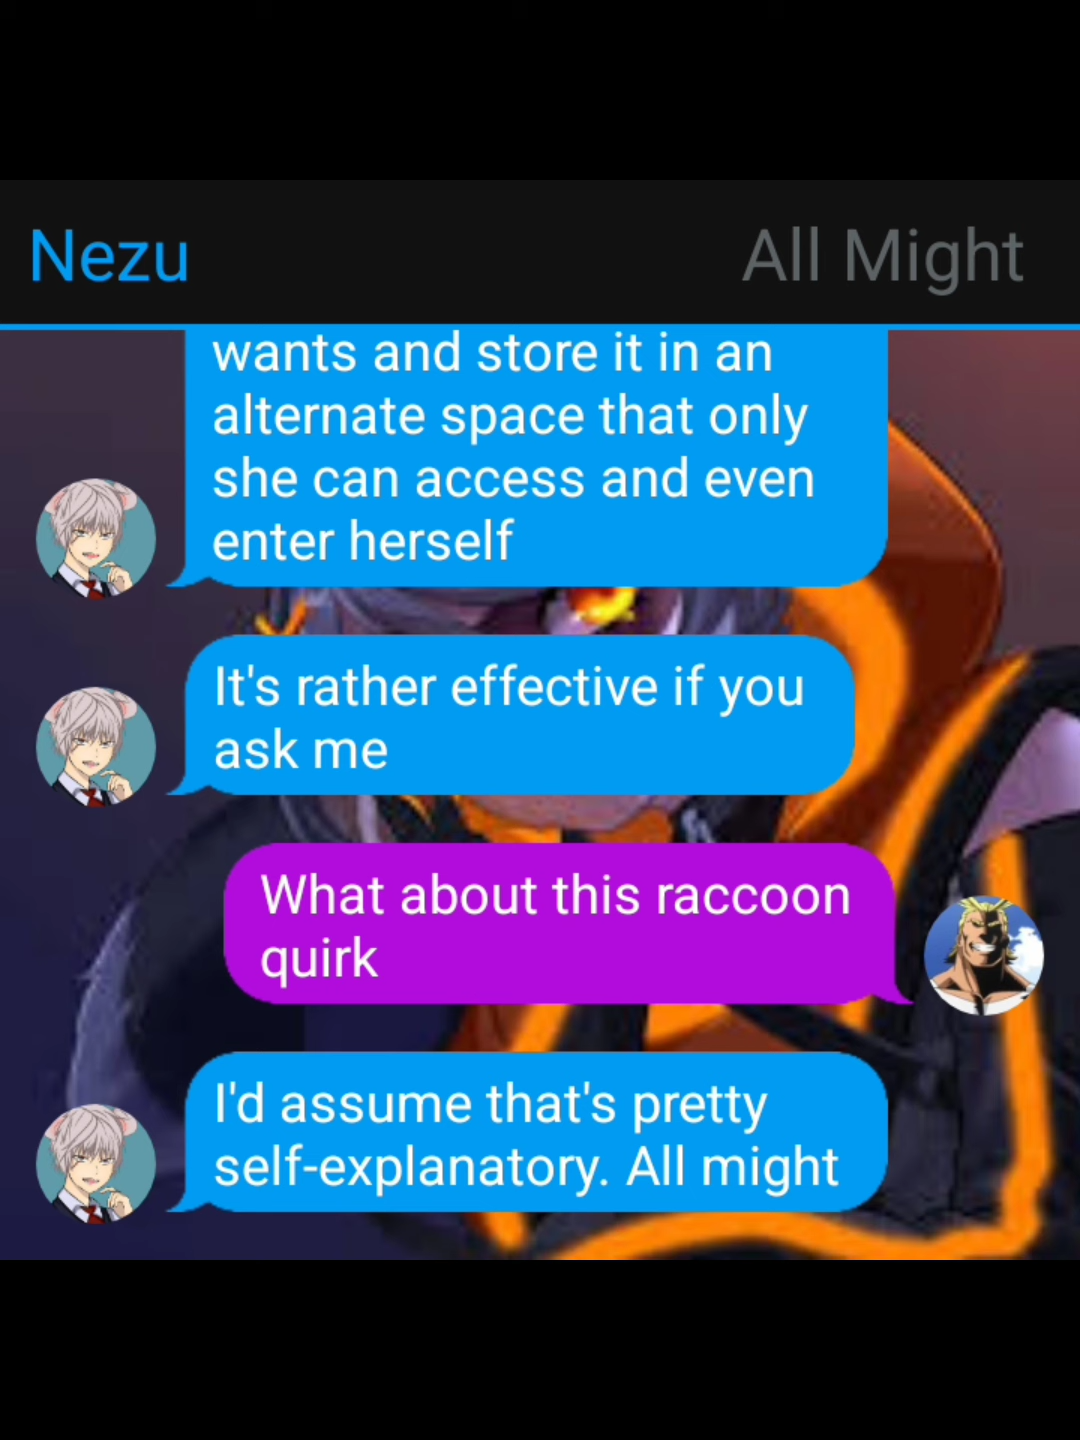 Nezu
All Might
wants and store it in an
alternate space that only
she can access and even
enter herself
It's rather effective if you
ask me
What about this raccoon
quirk
I'd assume that's pretty
self-explanatory. All might